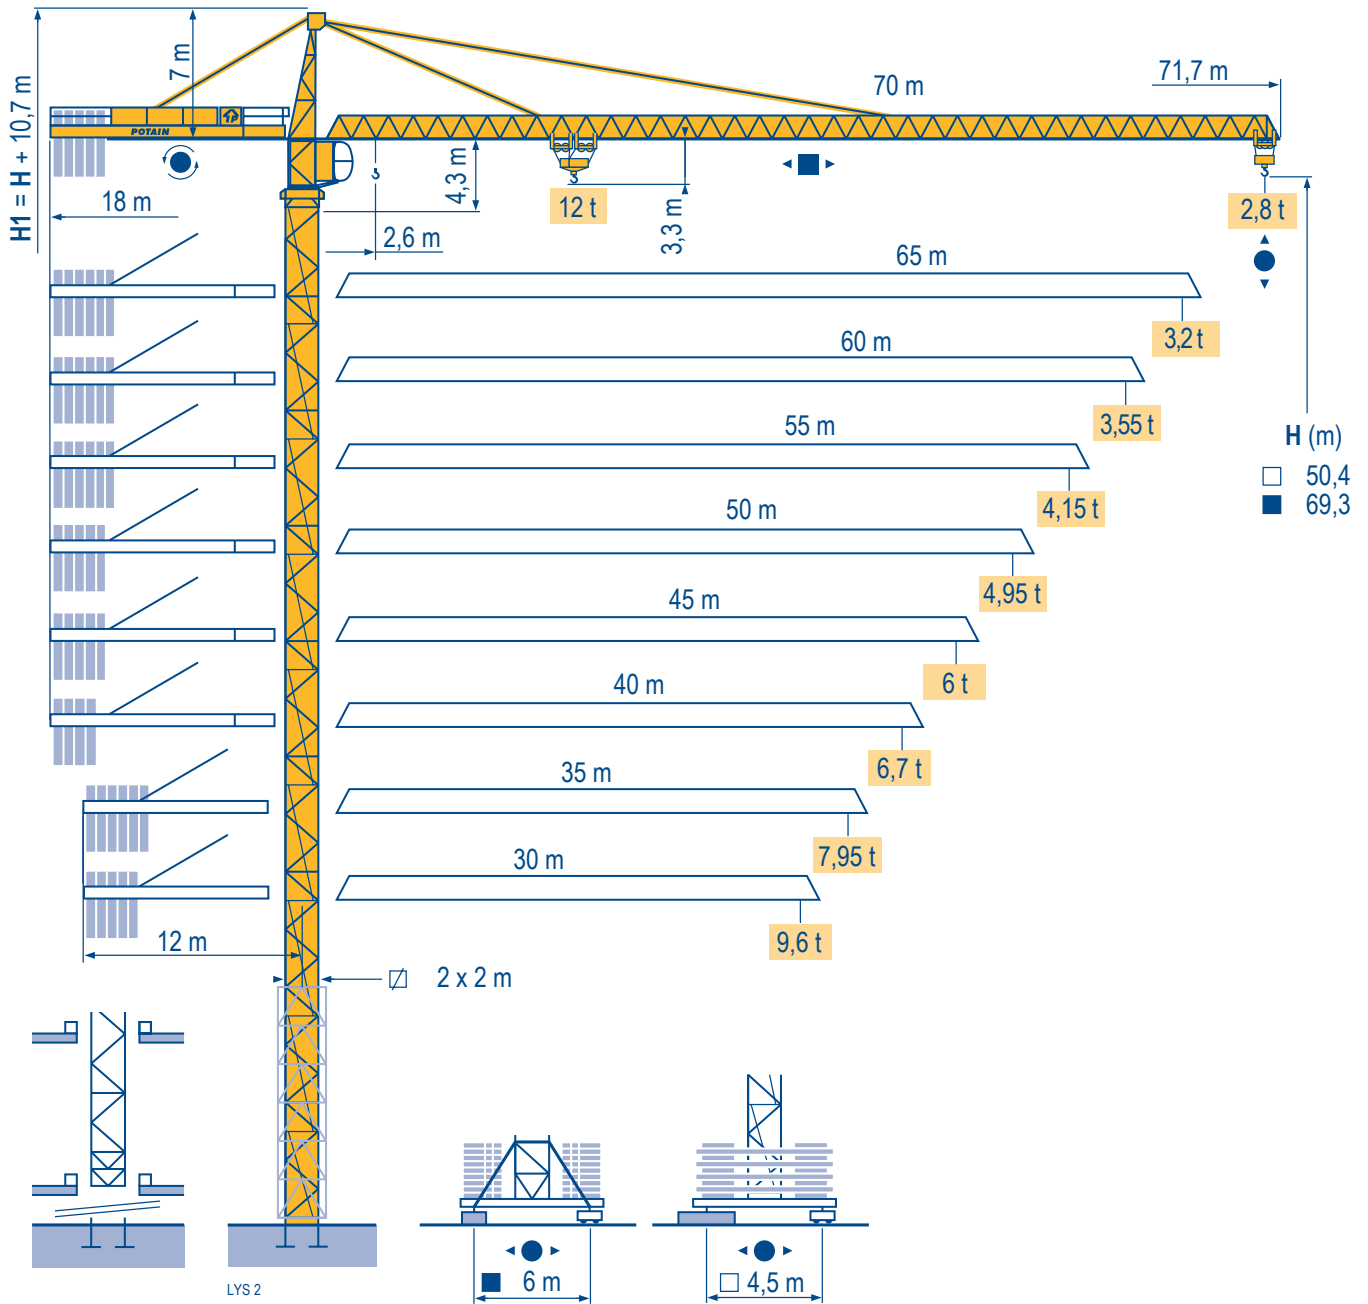 H1 = H + 10,7 m
7 m
70 m
71,7 m
POTAIN
18 m
4,3 m
12 t
3,3 m
2,8 t
2,6 m
65 m
3,2 t
60 m
3,55 t
55 m
4,15 t
H (m)
50,4
69,3
50 m
4,95 t
45 m
6 t
40 m
6,7 t
35 m
7,95 t
30 m
9,6 t
12 m
2 x 2 m
6 m
4,5 m
LYS 2